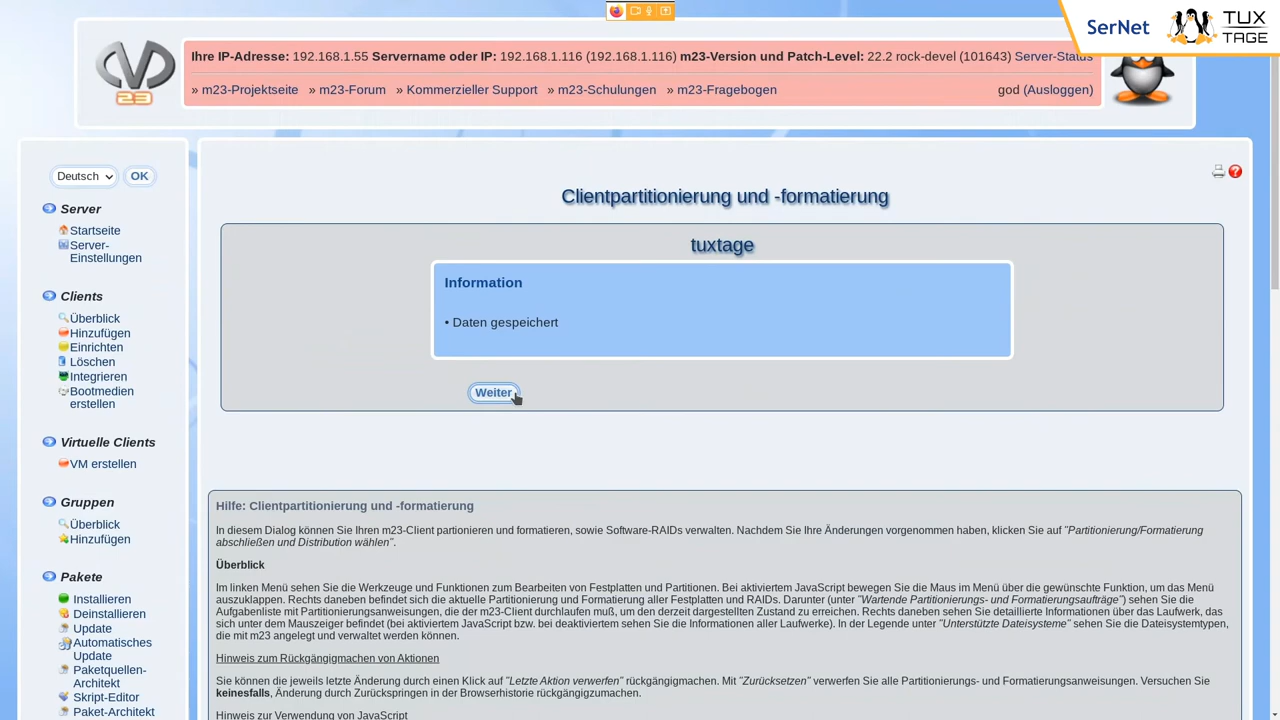 SerNet
TUX
TAGE
Ihre IP-Adresse: 192.168.1.55 Servername oder IP: 192.168.1.116 (192.168.1.116) m23-Version und Patch-Level: 22.2 rock-devel (101643) Server-Status
» m23-Projektseite » m23-Forum » Kommerzieller Support » m23-Schulungen » m23-Fragebogen god (Ausloggen)
23
Deutsch OK
Server
Startseite
Server-
Einstellungen
Clients
Überblick
Hinzufügen
Einrichten
Löschen
Integrieren
Bootmedien
erstellen
Virtuelle Clients
VM erstellen
Gruppen
Überblick
Hinzufügen
Pakete
Installieren
Deinstallieren
Update
Automatisches
Update
Paketquellen-
Architekt
Skript-Editor
Paket-Architekt
Clientpartitionierung und -formatierung
tuxtage
Information
• Daten gespeichert
Weiter
Hilfe: Clientpartitionierung und -formatierung
In diesem Dialog können Sie Ihren m23-Client partionieren und formatieren, sowie Software-RAIDs verwalten. Nachdem Sie Ihre Änderungen vorgenommen haben, klicken Sie auf "Partitionierung/Formatierung
abschließen und Distribution wählen".
Überblick
Im linken Menü sehen Sie die Werkzeuge und Funktionen zum Bearbeiten von Festplatten und Partitionen. Bei aktiviertem JavaScript bewegen Sie die Maus im Menü über die gewünschte Funktion, um das Menü
auszuklappen. Rechts daneben befindet sich die aktuelle Partitionierung und Formatierung aller Festplatten und RAIDs. Darunter (unter "Wartende Partitionierungs- und Formatierungsaufträge") sehen Sie die
Aufgabenliste mit Partitionierungsanweisungen, die der m23-Client durchlaufen muß, um den derzeit dargestellten Zustand zu erreichen. Rechts daneben sehen Sie detaillierte Informationen über das Laufwerk, das
sich unter dem Mauszeiger befindet (bei aktiviertem JavaScript bzw. bei deaktiviertem sehen Sie die Informationen aller Laufwerke). In der Legende unter "Unterstützte Dateisysteme" sehen Sie die Dateisystemtypen,
die mit m23 angelegt und verwaltet werden können.
Hinweis zum Rückgängigmachen von Aktionen
Sie können die jeweils letzte Änderung durch einen Klick auf "Letzte Aktion verwerfen" rückgängigmachen. Mit "Zurücksetzen" verwerfen Sie alle Partitionierungs- und Formatierungsanweisungen. Versuchen Sie
keinesfalls, Änderung durch Zurückspringen in der Browserhistorie rückgängigzumachen.
Hinweis zur Verwendung von JavaScript